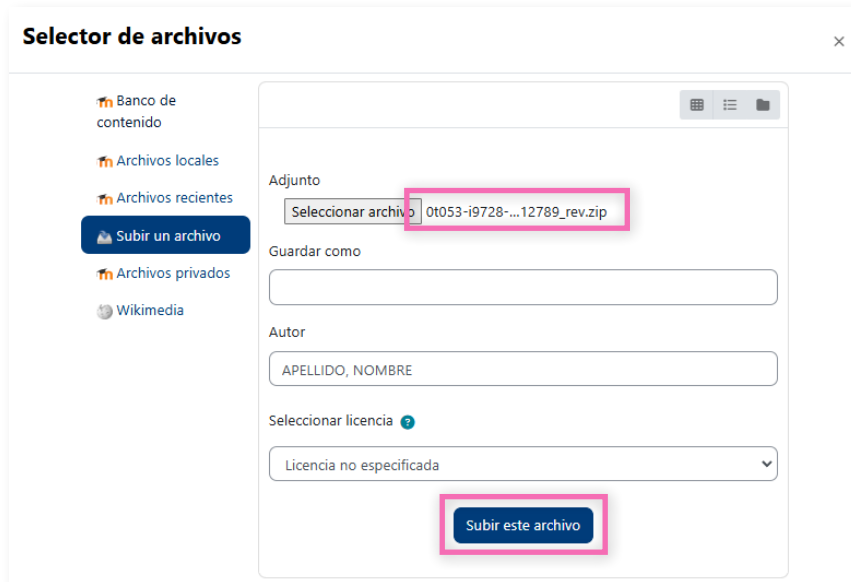 Selector de archivos
Banco de
contenido
Archivos locales
Archivos recientes
Subir un archivo
Archivos privados
Wikimedia
Adjunto
Seleccionar archivo 0t053-i9728-...12789_rev.zip
Guardar como
Autor
APELLIDO, NOMBRE
Seleccionar licencia
Licencia no especificada
Subir este archivo